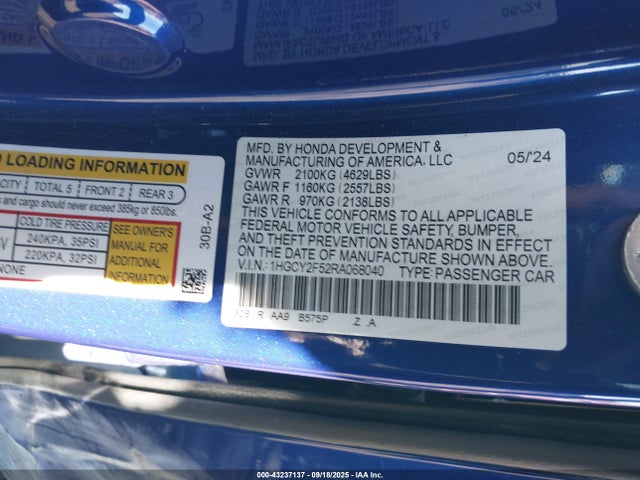 05/24
D LOADING INFORMATION
CITY TOTAL 5 FRONT 2 REAR 3
s and cargo should never exceed 385kg or 850lbs.
COLD TIRE PRESSURE
240KPA, 35PSI
220KPA, 32PSI
NONE
SEE OWNER'S
MANUAL FOR
ADDITIONAL
INFORMATION
30B-A2
MFD. BY HONDA DEVELOPMENT &
MANUFACTURING OF AMERICA, LLC 05/'24
GVWR 2100KG (4629LBS)
GAWR F 1160KG (2557LBS)
GAWR R 970KG (2138LBS)
THIS VEHICLE CONFORMS TO ALL APPLICABLE
FEDERAL MOTOR VEHICLE SAFETY, BUMPER,
AND THEFT PREVENTION STANDARDS IN EFFECT
ON THE DATE OF MANUFACTURE SHOWN ABOVE.
V.I.N.: 1HGCY2F52RA068040 TYPE: PASSENGER CAR
AA9 B575P
000-43237137 - 09/18/2025 - IAA Inc.